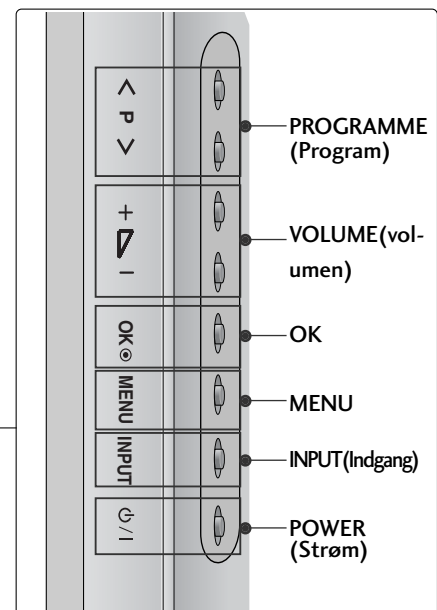 P
PROGRAMME
(Program)
+
-
VOLUME(vol-
umen)
OK
OK
MENU
MENU
INPUT
INPUT(Indgang)
/I
POWER
(Strøm)